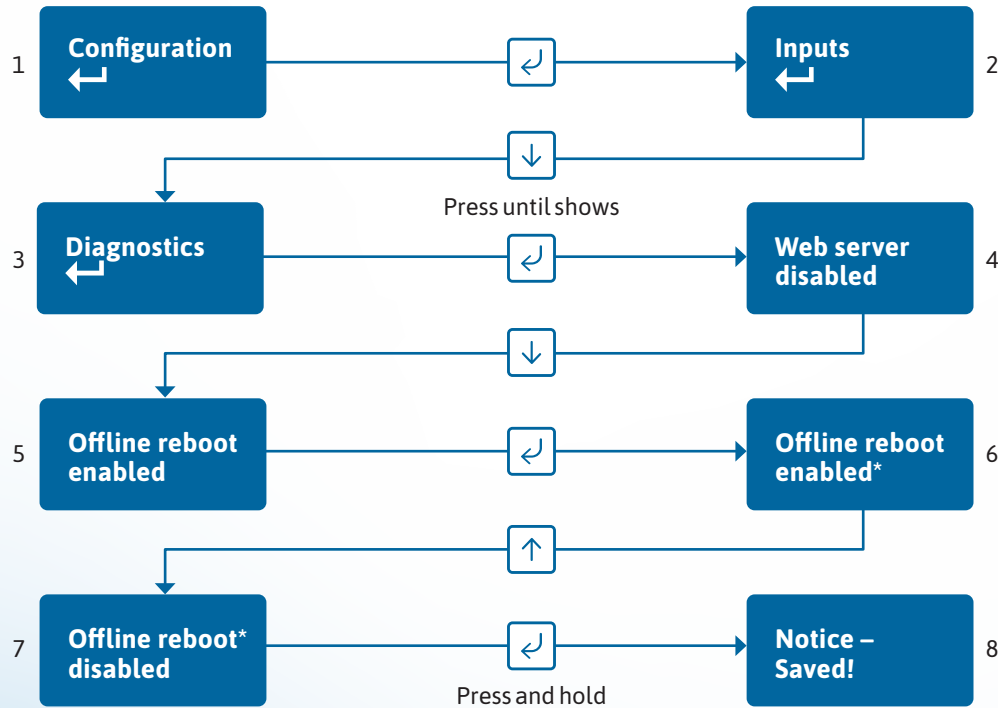 1
Configuration
Inputs
2
Press until shows
3
Diagnostics
Web server
disabled
4
5
Offline reboot
enabled
Offline reboot
enabled*
6
7
Offline reboot*
disabled
Notice –
Saved!
8
Press and hold